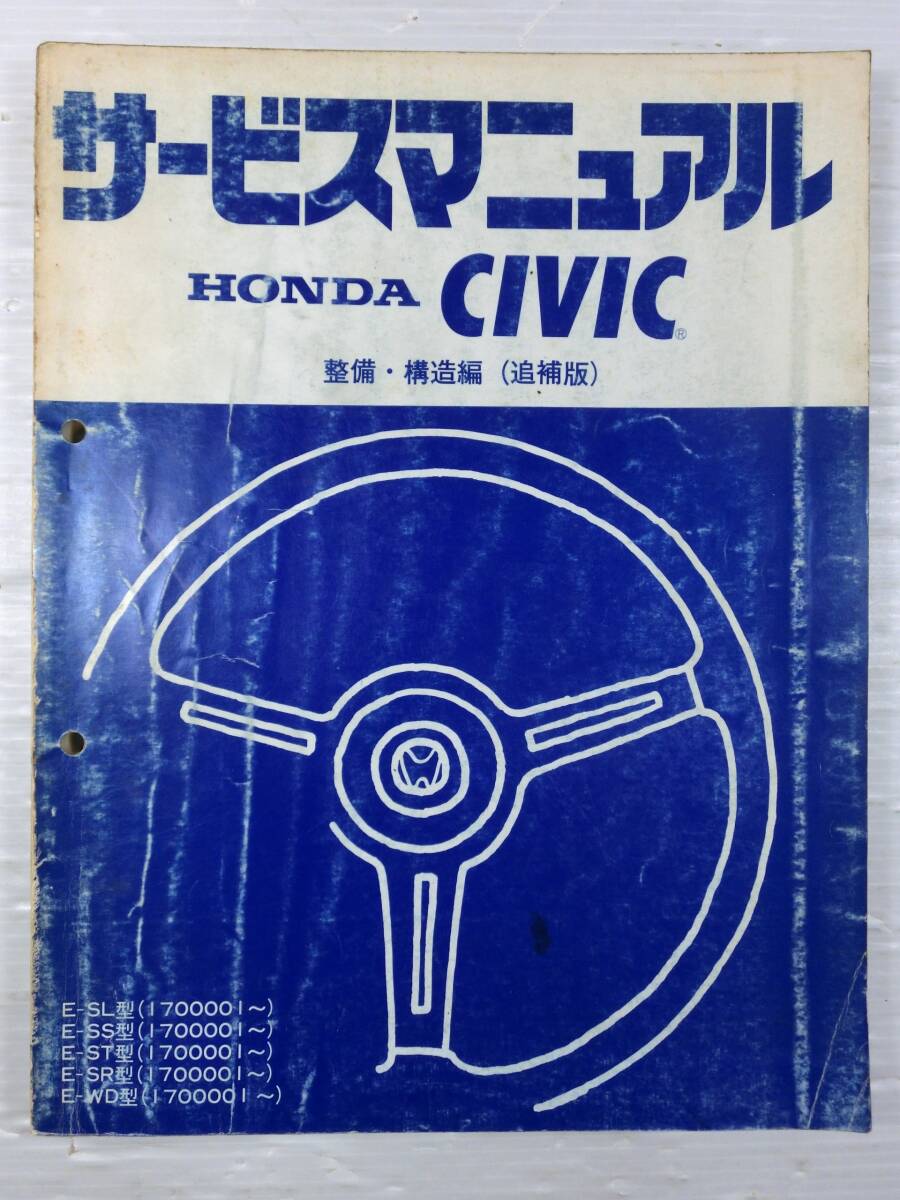 サービスマニュアル
HONDA CIVIC®
整備・構造編（追補版）
E-SL型(1700001～)
E-SS型(1700001～)
E-ST型(1700001～)
E-SR型(1700001～)
E-WD型(1700001～)